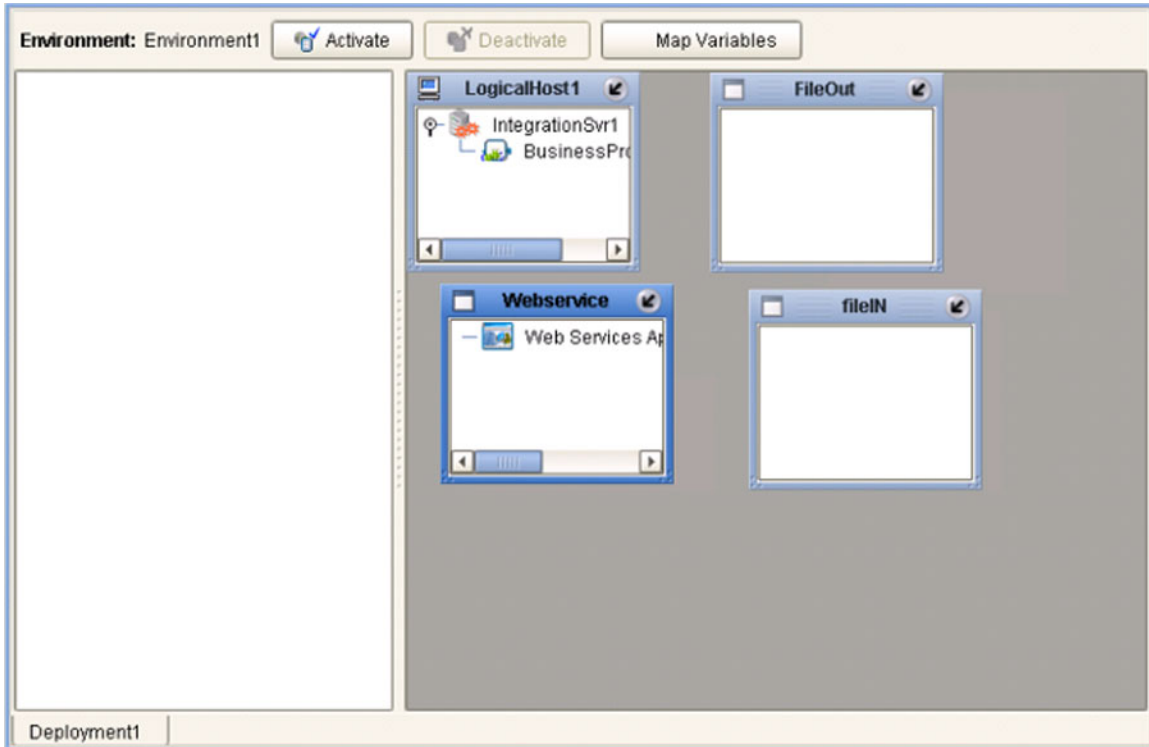 Environment: Environment1 Activate Deactivate Map Variables
LogicalHost1
IntegrationSvr1
BusinessPro
FileOut
Webservice
Web Services Ap
fileIN
Deployment1